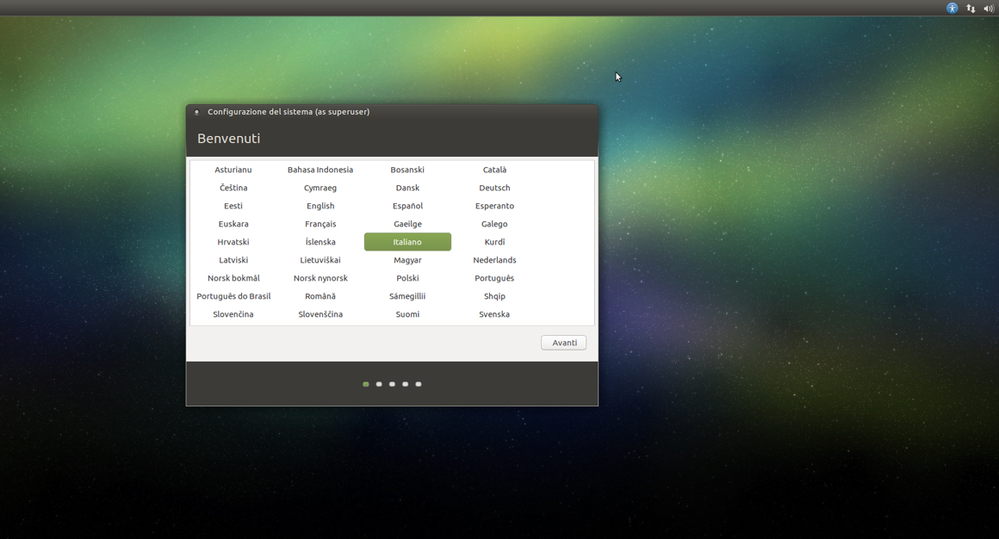 Configurazione del sistema (as superuser)
Benvenuti
Asturianu Bahasa Indonesia Bosanski Català
Čeština Cymraeg Dansk Deutsch
Eesti English Español Esperanto
Euskara Français Gaeilge Galego
Hrvatski Íslenska Italiano Kurdî
Latviski Lietuviškai Magyar Nederlands
Norsk bokmål Norsk nynorsk Polski Português
Português do Brasil Română Sámegillii Shqip
Slovenčina Slovenščina Suomi Svenska
Avanti